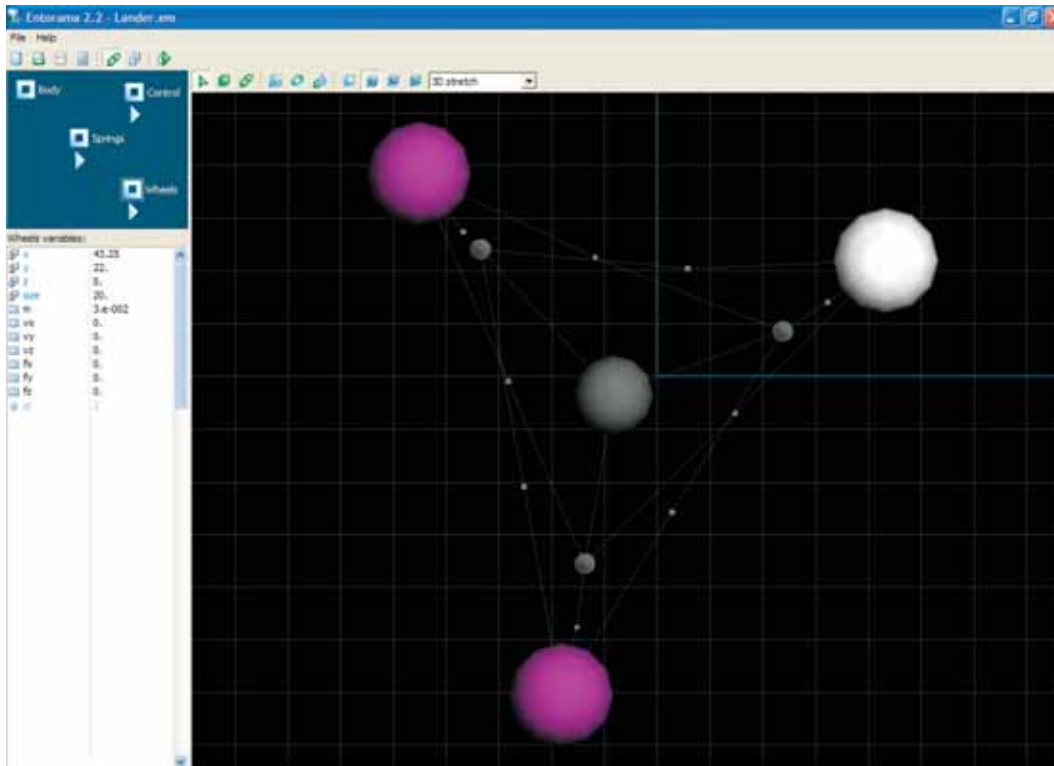 Entorama 2.2 - Lander.em
File Help
3D stretch
Body
Control
Springs
Wheels
Wheels variables:
x 43.25
y 22.
z 0.
size 20.
m 3.e-002
vx 0.
vy 0.
vz 0.
fx 0.
fy 0.
fz 0.